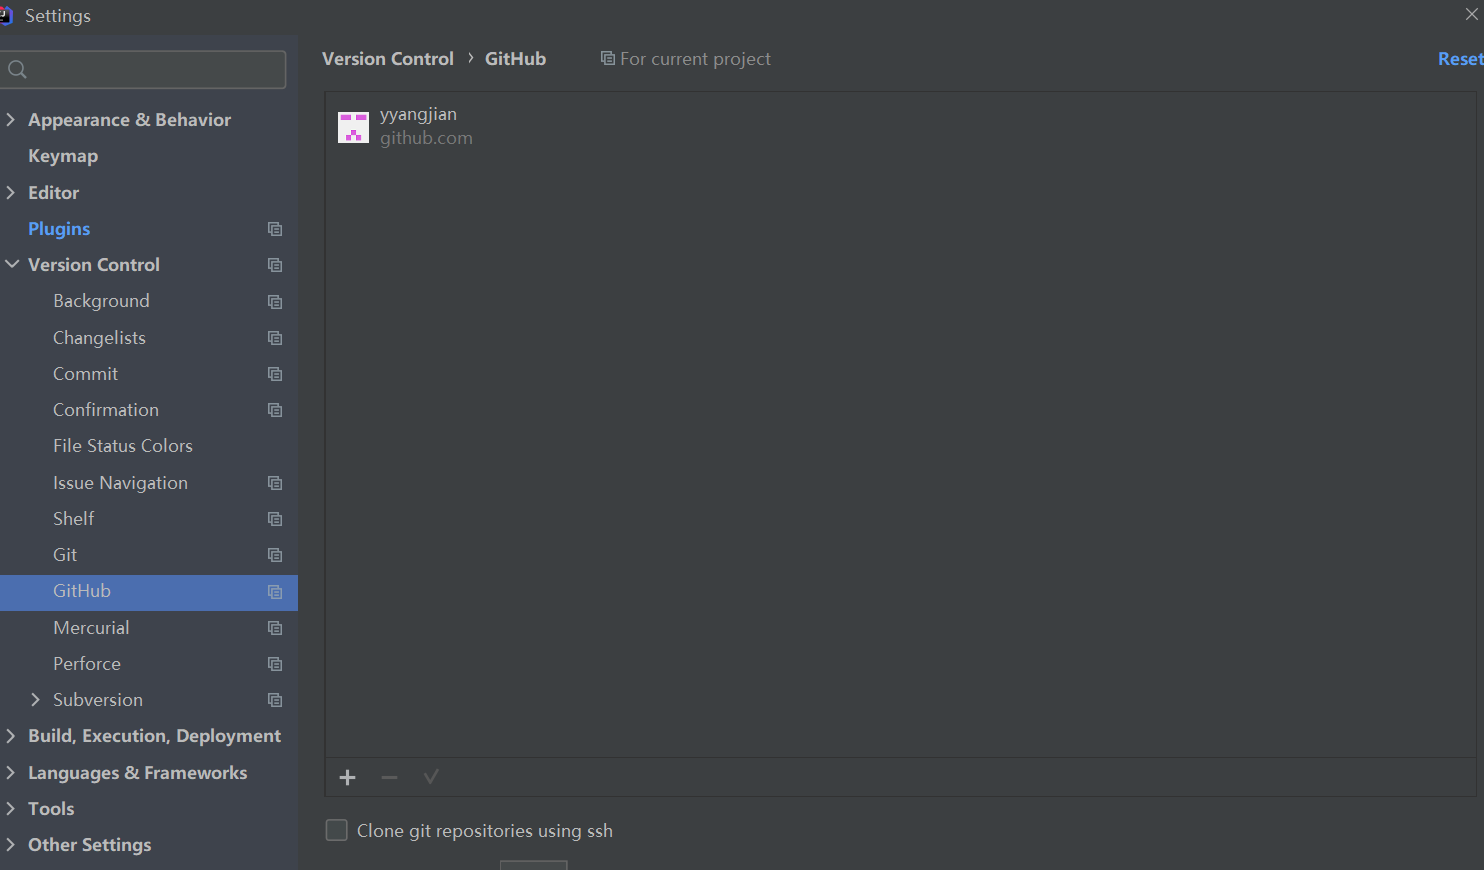 Settings
Version Control › GitHub
For current project
Reset
yyangjian
github.com
Appearance & Behavior
Keymap
Editor
Plugins
Version Control
Background
Changelists
Commit
Confirmation
File Status Colors
Issue Navigation
Shelf
Git
GitHub
Mercurial
Perforce
Subversion
Build, Execution, Deployment
Languages & Frameworks
Tools
Other Settings
Clone git repositories using ssh